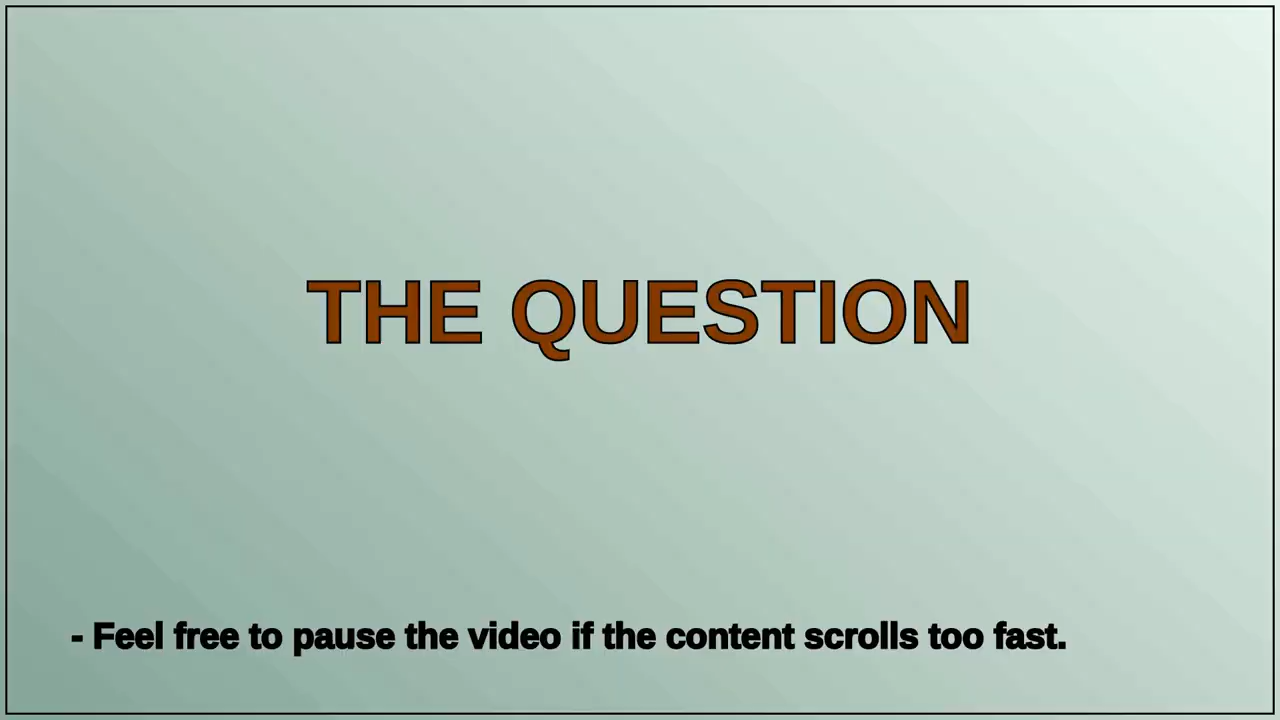 THE QUESTION
- Feel free to pause the video if the content scrolls too fast.